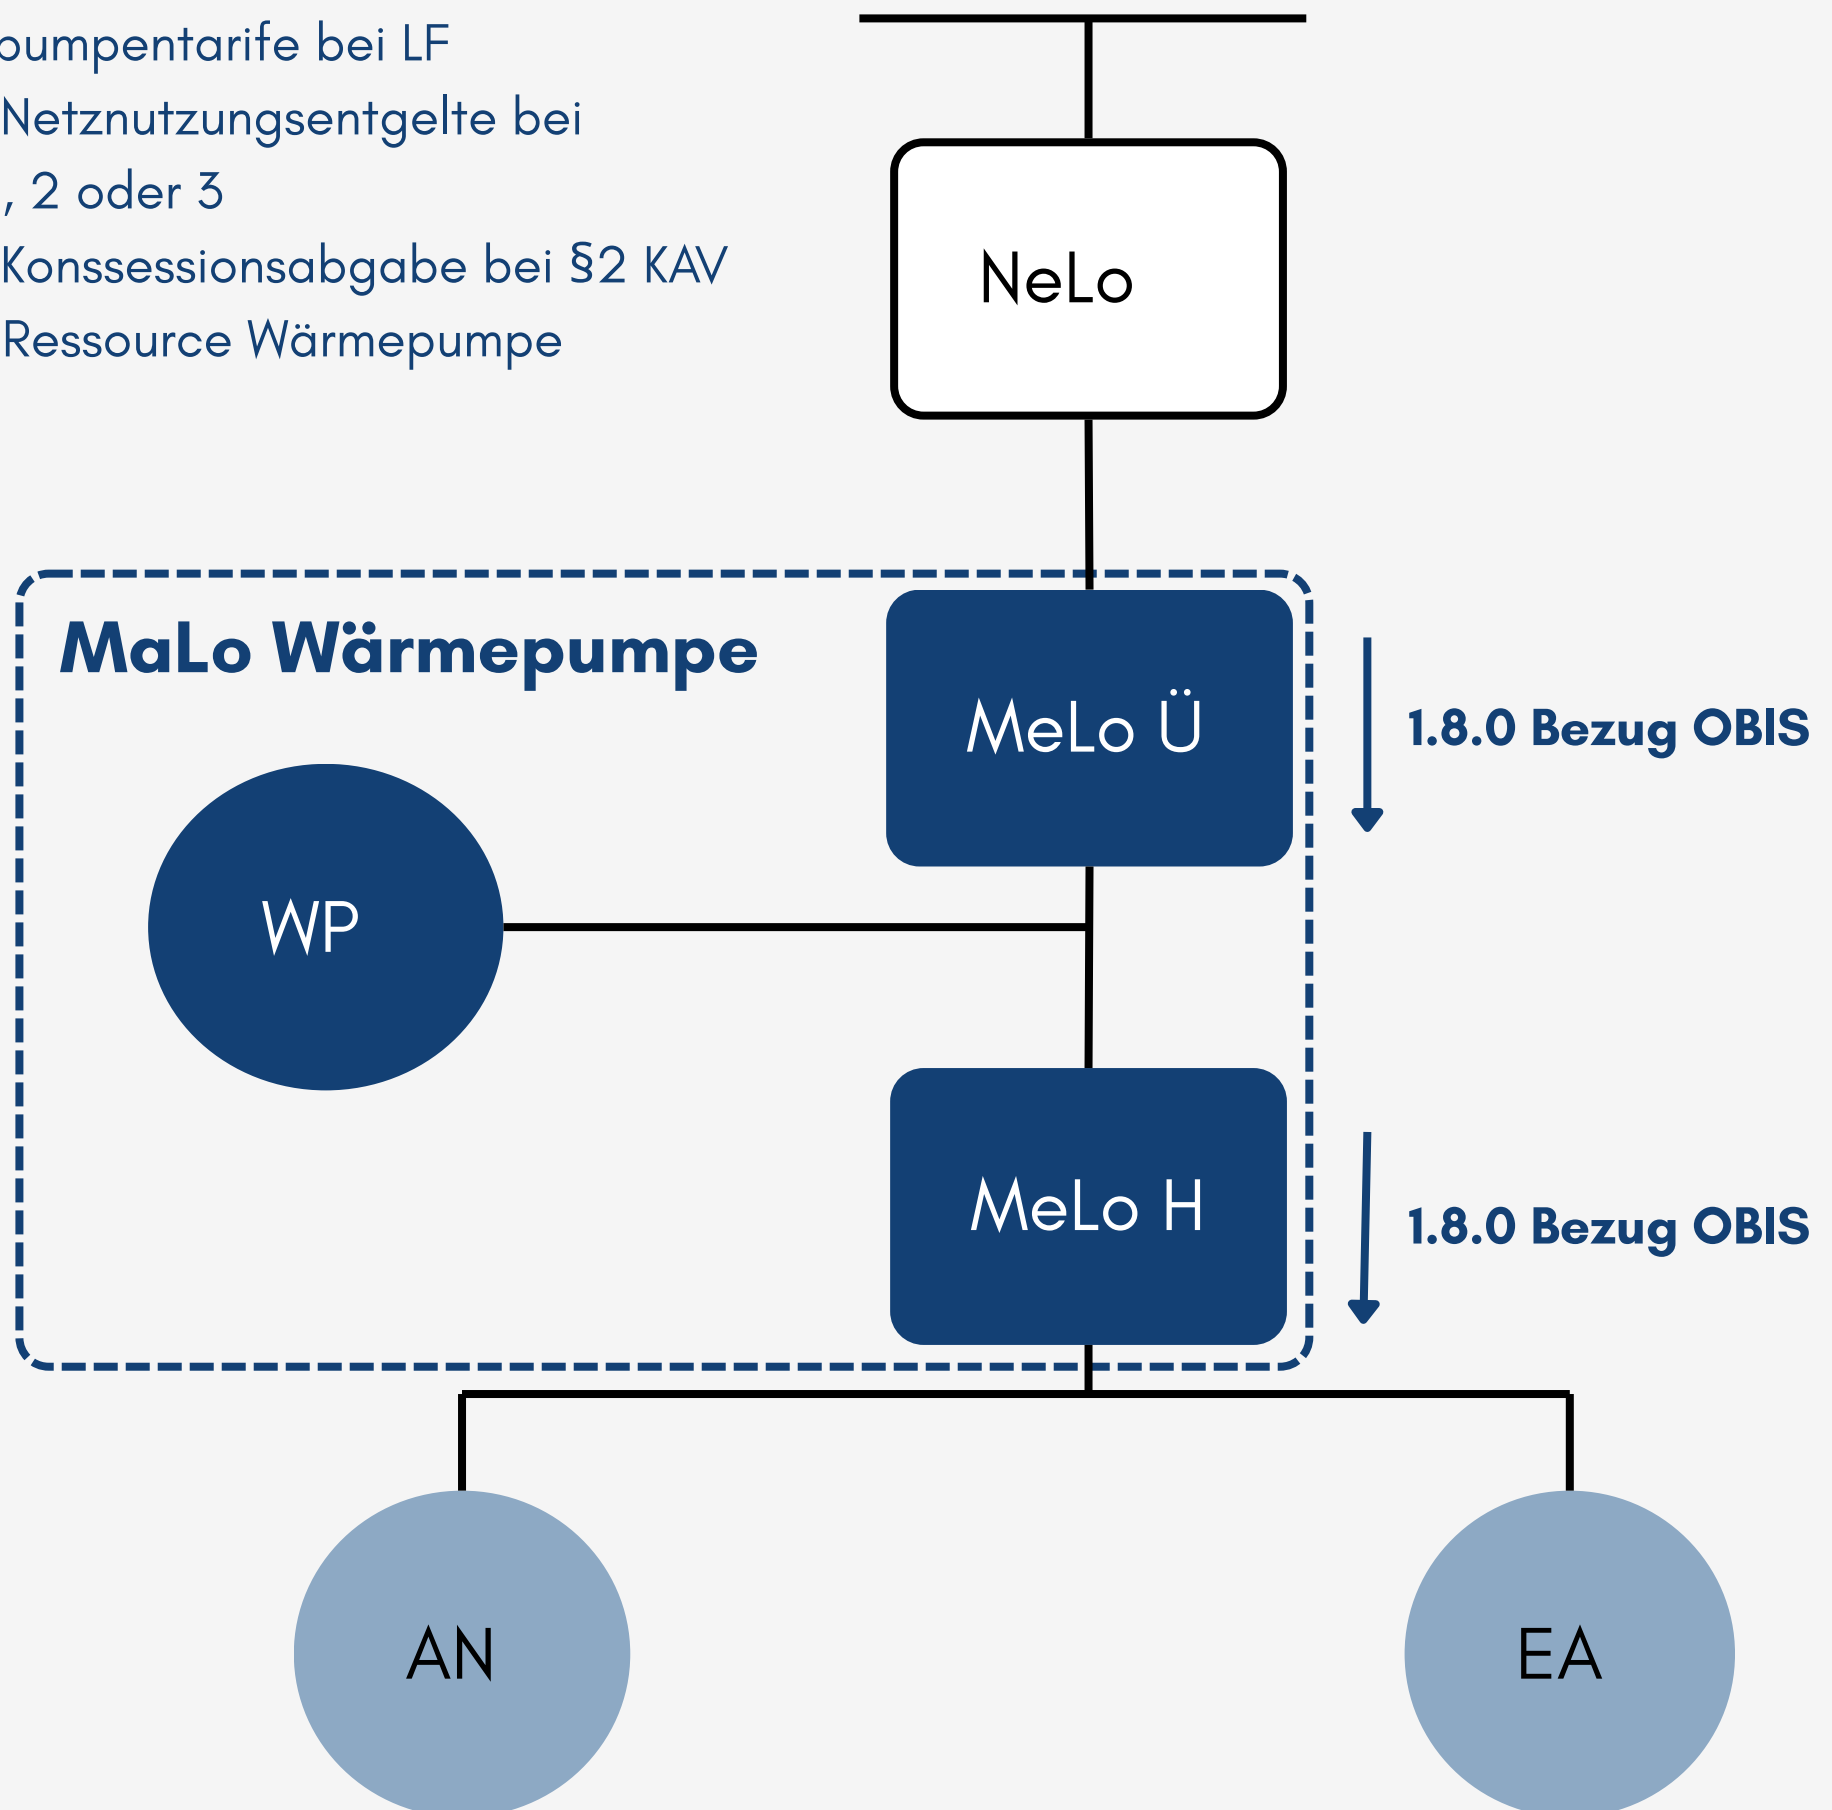 pumpentarife bei LF
Netznutzungsentgelte bei
, 2 oder 3
Konssessionsabgabe bei §2 KAV
Ressource Wärmepumpe
NeLo
MaLo Wärmepumpe
MeLo Ü
1.8.0 Bezug OBIS
WP
MeLo H
1.8.0 Bezug OBIS
AN
EA